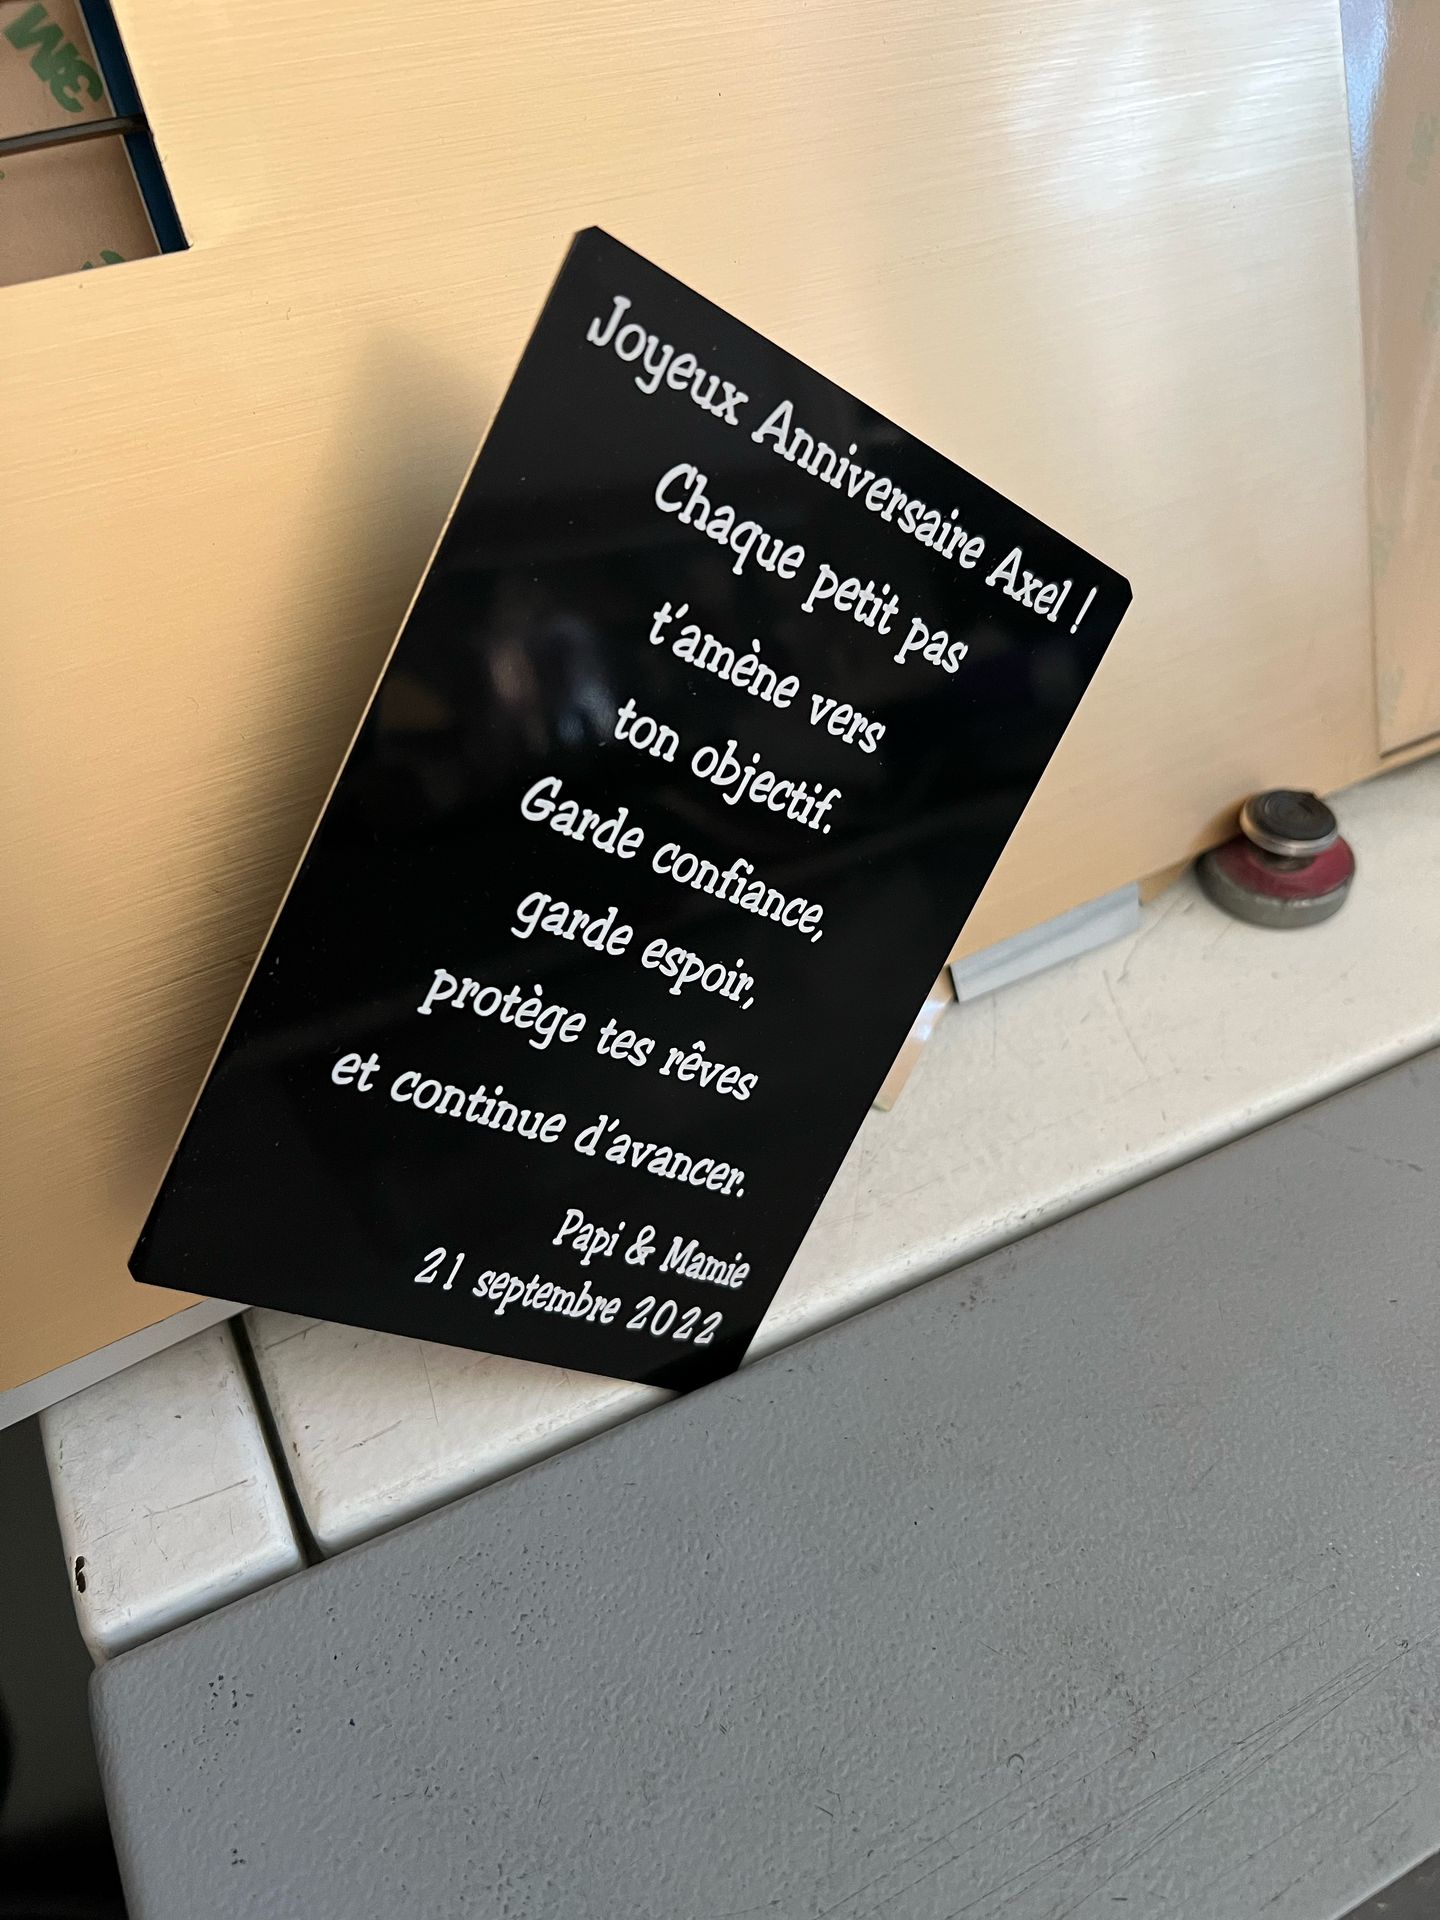 3M
Joyeux Anniversaire Axel !
Chaque petit pas
t'amène vers
ton objectif.
Garde confiance,
garde espoir,
protège tes rêves
et continue d'avancer.
Papi & Mamie
21 septembre 2022